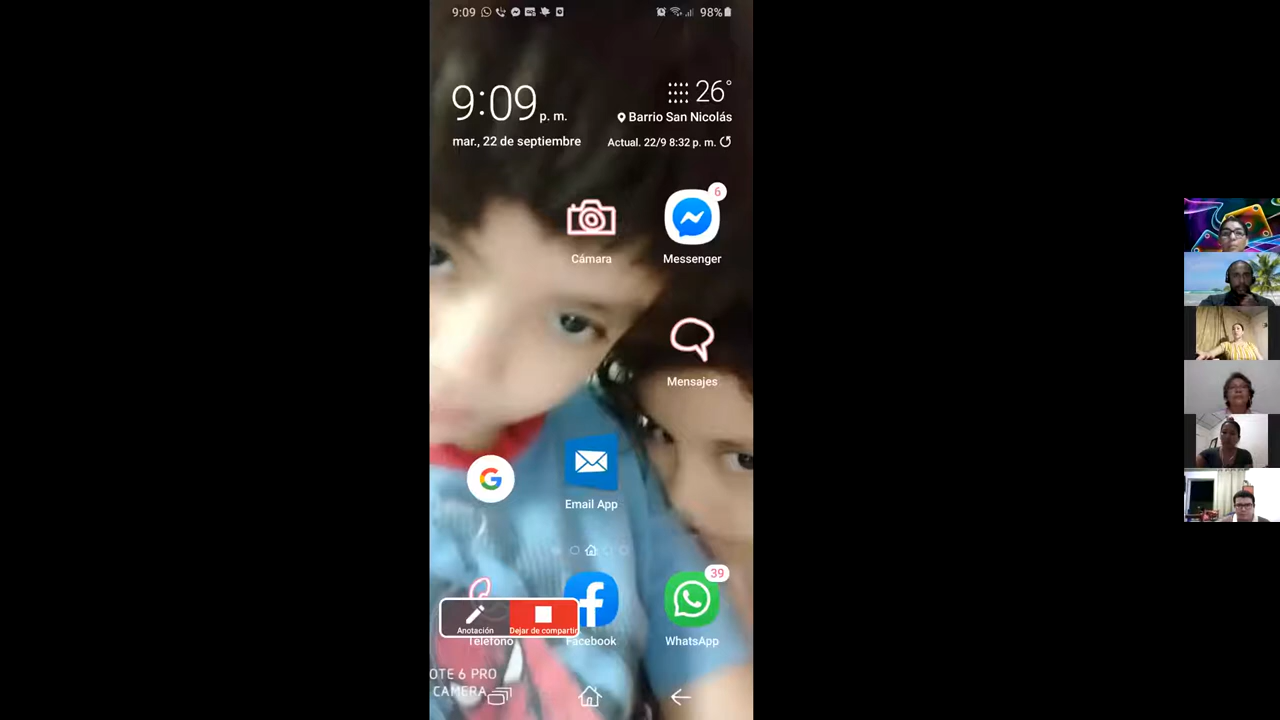 9:09 98%
9:09 p. m. 26°
Barrio San Nicolás
mar., 22 de septiembre Actual. 22/9 8:32 p. m.
6
Cámara Messenger
Mensajes
G
Email App
39
Anotación Dejar de compartir
Teléfono Facebook WhatsApp
OTE 6 PRO
CAMERA